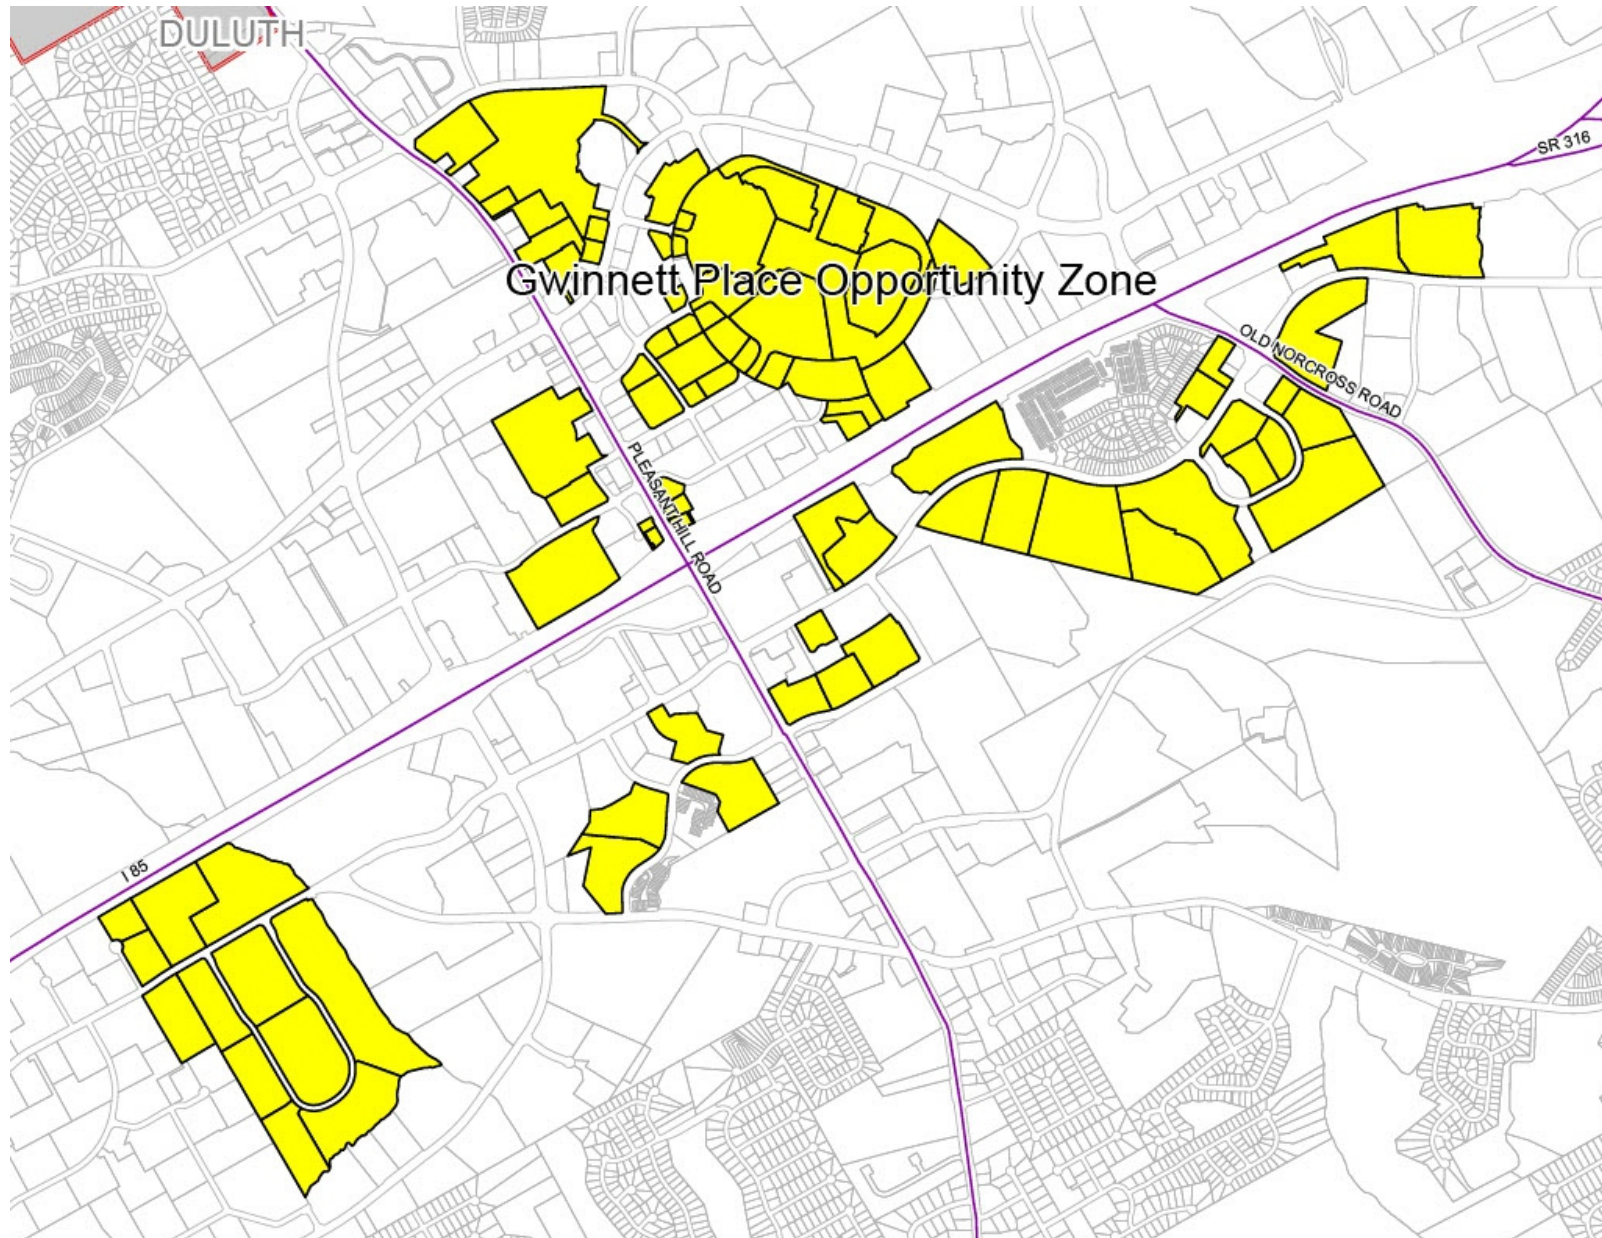 DULUTH
SR 316
Gwinnett Place Opportunity Zone
OLD NORCROSS ROAD
PLEASANT HILL ROAD
I 85